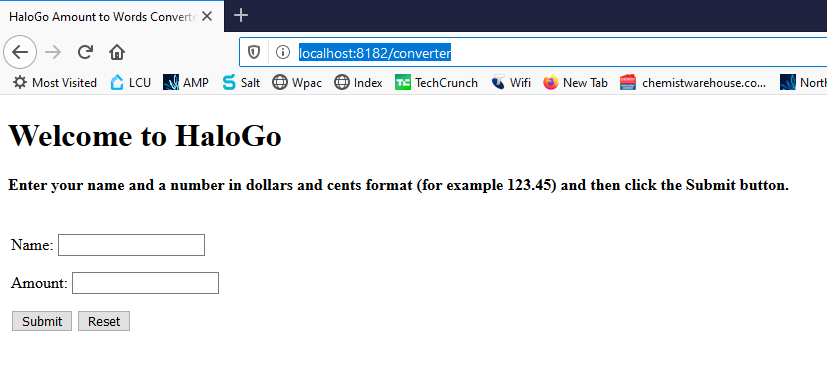 HaloGo Amount to Words Converte
localhost:8182/converter
Most Visited LCU AMP Salt Wpac Index TechCrunch Wifi New Tab chemistwarehouse.co... North
Welcome to HaloGo
Enter your name and a number in dollars and cents format (for example 123.45) and then click the Submit button.
Name:
Amount:
Submit Reset